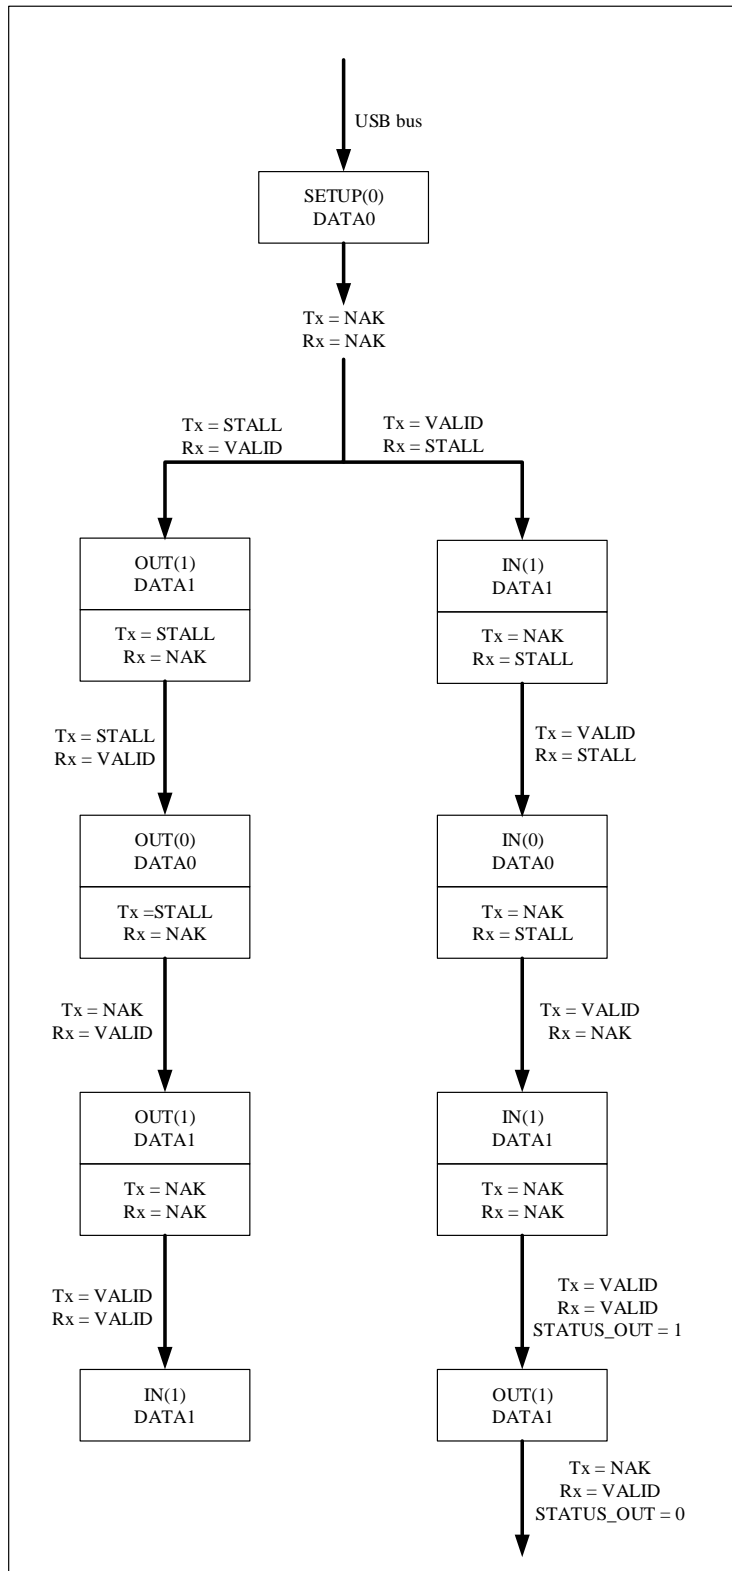 USB bus
SETUP(0)
DATA0
Tx = NAK
Rx = NAK
Tx = STALL
Rx = VALID
Tx = VALID
Rx = STALL
OUT(1)
DATA1
Tx = STALL
Rx = NAK
IN(1)
DATA1
Tx = NAK
Rx = STALL
Tx = STALL
Rx = VALID
Tx = VALID
Rx = STALL
OUT(0)
DATA0
Tx =STALL
Rx = NAK
IN(0)
DATA0
Tx = NAK
Rx = STALL
Tx = NAK
Rx = VALID
Tx = VALID
Rx = NAK
OUT(1)
DATA1
Tx = NAK
Rx = NAK
IN(1)
DATA1
Tx = NAK
Rx = NAK
Tx = VALID
Rx = VALID
Tx = VALID
Rx = VALID
STATUS_OUT = 1
IN(1)
DATA1
OUT(1)
DATA1
Tx = NAK
Rx = VALID
STATUS_OUT = 0